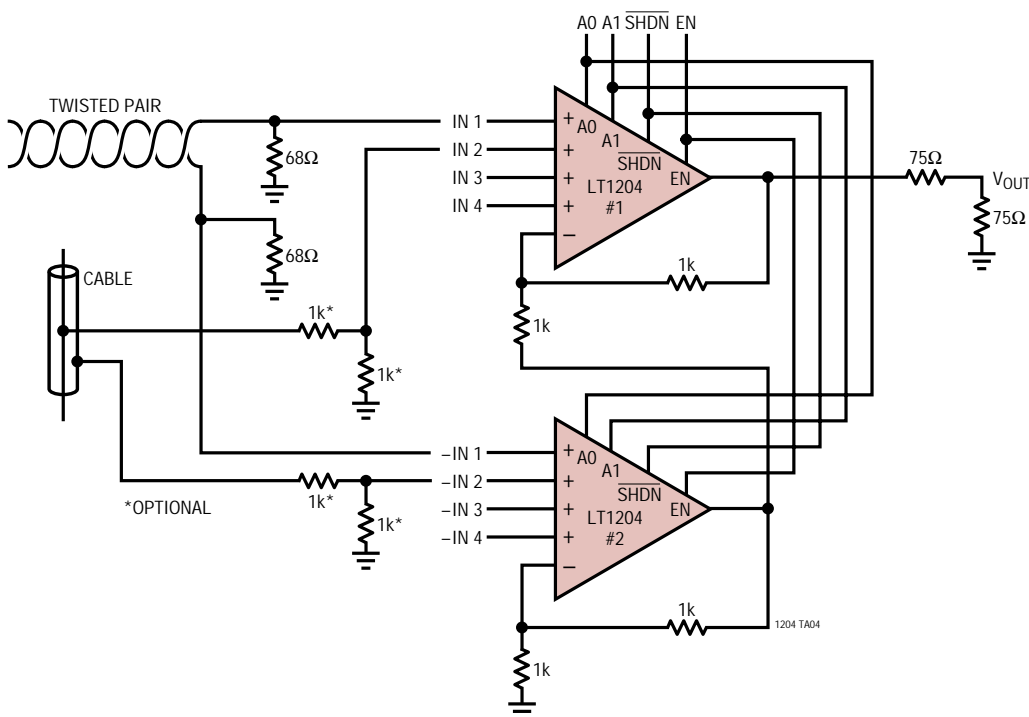 A0 A1 SHDN EN
TWISTED PAIR
68Ω
68Ω
CABLE
1k*
1k*
1k*
1k*
*OPTIONAL
IN 1
IN 2
IN 3
IN 4
+
+
+
+
–
A0
A1
SHDN
EN
LT1204
#1
1k
1k
75Ω
VOUT
75Ω
–IN 1
–IN 2
–IN 3
–IN 4
+
+
+
+
–
A0
A1
SHDN
EN
LT1204
#2
1k
1k
1204 TA04